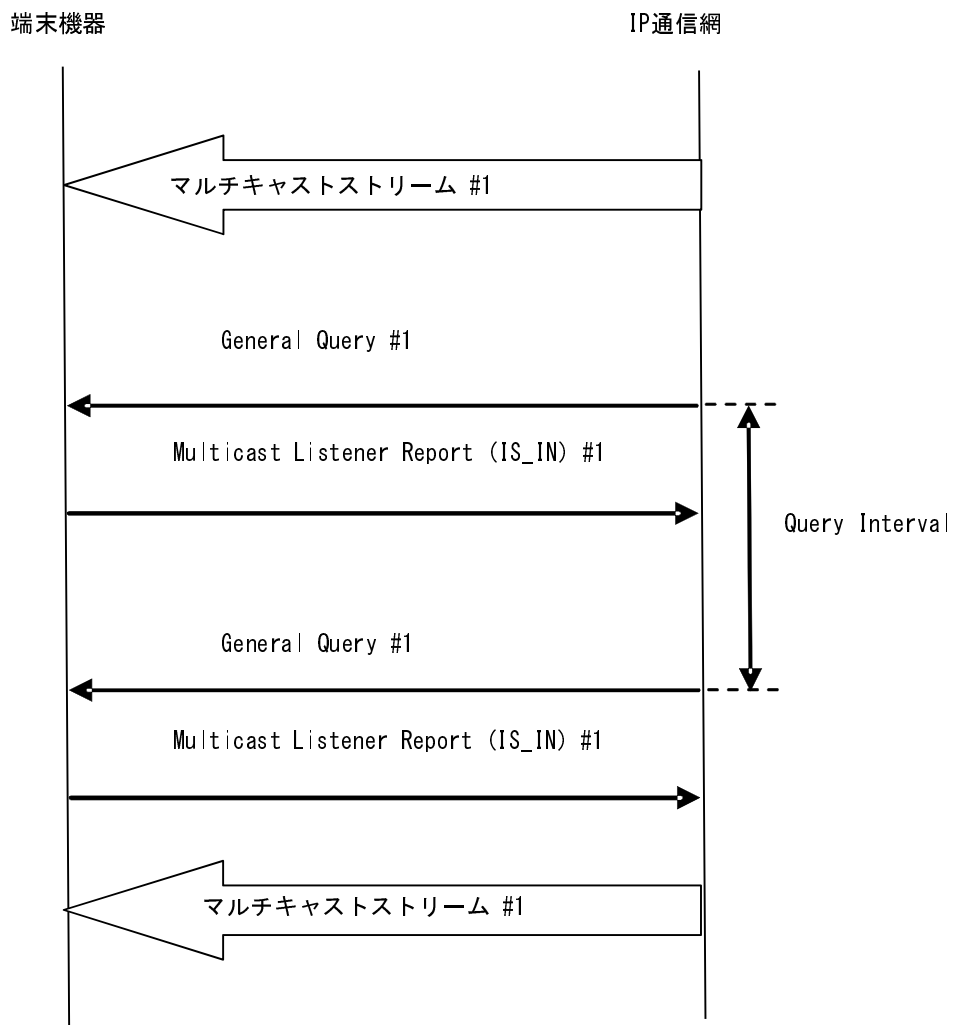 端末機器
IP通信網
マルチキャストストリーム #1
General Query #1
Multicast Listener Report (IS_IN) #1
Query Interval
General Query #1
Multicast Listener Report (IS_IN) #1
マルチキャストストリーム #1